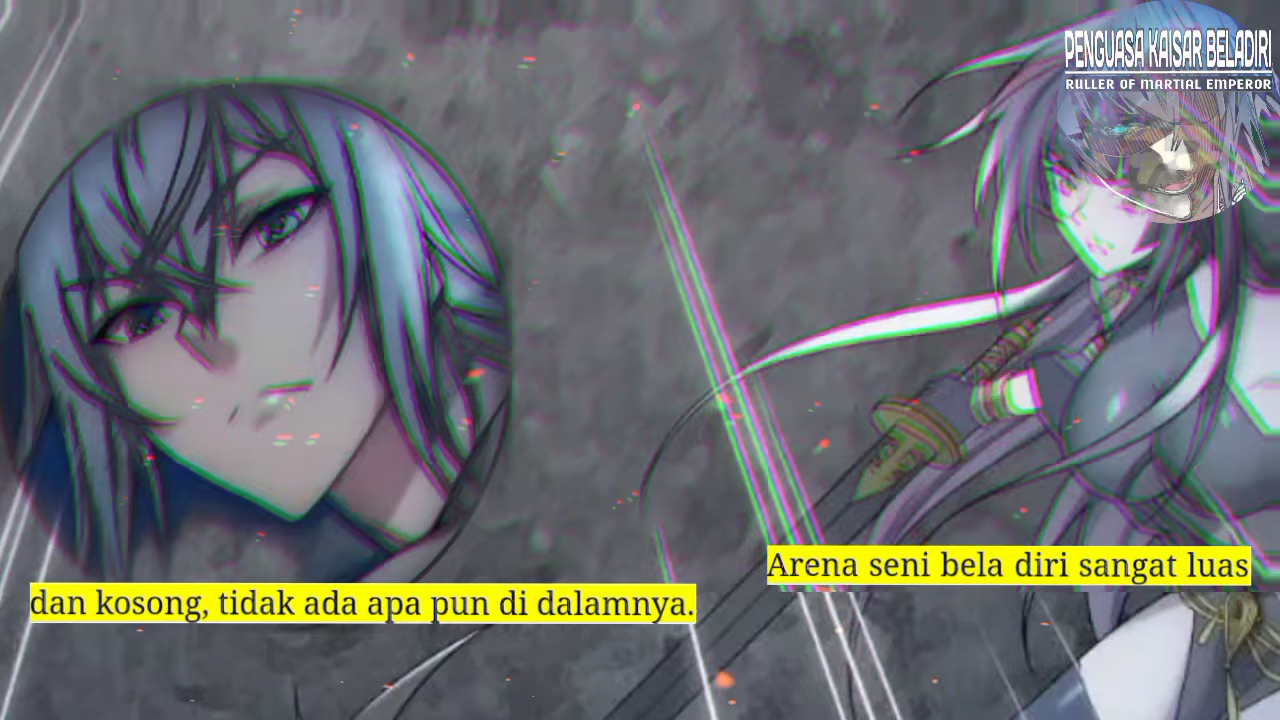 PENGUASA KAISAR BELADIRI
RULLER OF MARTIAL EMPEROR
Arena seni bela diri sangat luas
dan kosong, tidak ada apa pun di dalamnya.